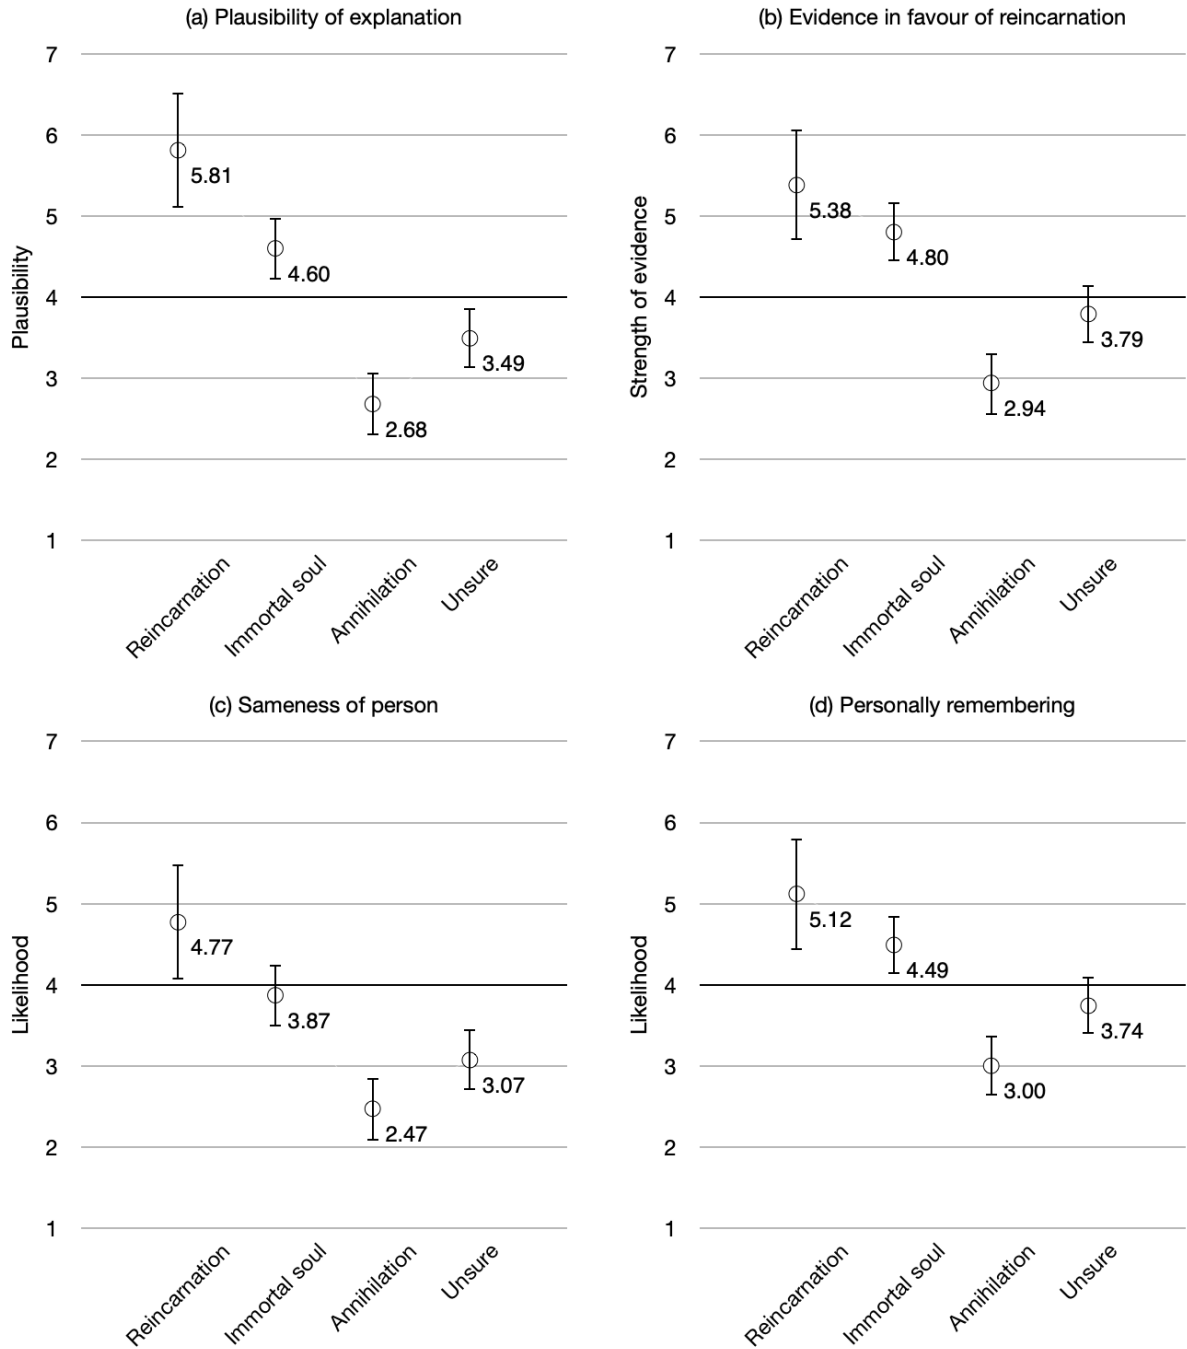 (a) Plausibility of explanation
7
6
5
4
3
2
1
Plausibility
5.81
4.60
2.68
3.49
Reincarnation
Immortal soul
Annihilation
Unsure
(b) Evidence in favour of reincarnation
7
6
5
4
3
2
1
Strength of evidence
5.38
4.80
2.94
3.79
Reincarnation
Immortal soul
Annihilation
Unsure
(c) Sameness of person
7
6
5
4
3
2
1
Likelihood
4.77
3.87
2.47
3.07
Reincarnation
Immortal soul
Annihilation
Unsure
(d) Personally remembering
7
6
5
4
3
2
1
Likelihood
5.12
4.49
3.00
3.74
Reincarnation
Immortal soul
Annihilation
Unsure